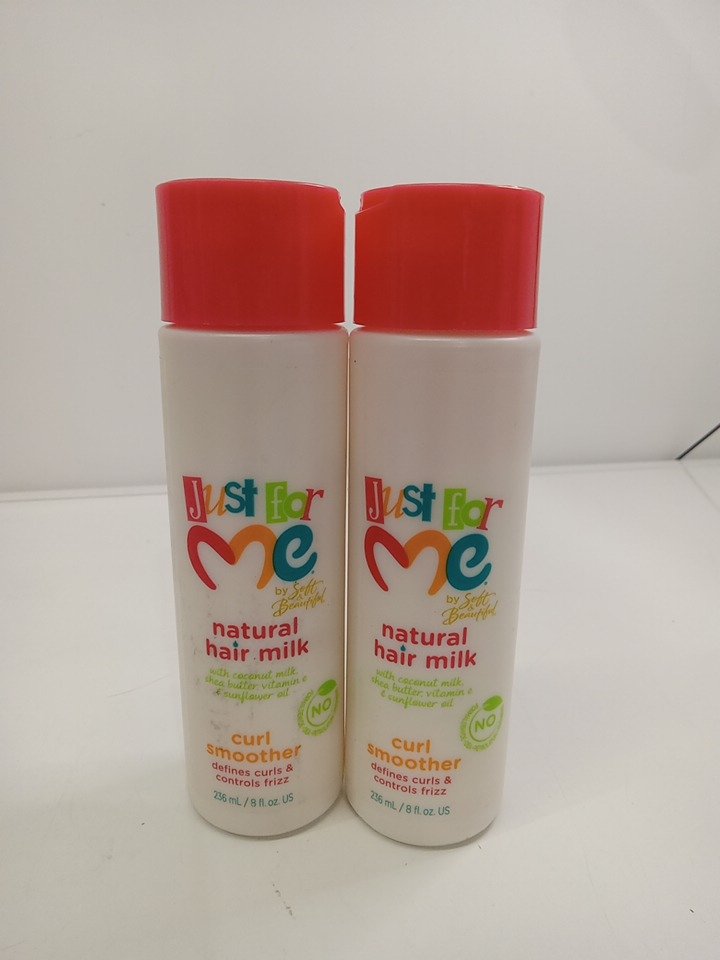 Just for
me
by Soft &
Beautiful
natural
hair milk
with coconut milk,
shea butter, vitamin e
& sunflower oil
NO
curl
smoother
defines curls &
controls frizz
236 mL / 8 fl. oz. US
Just for
me
by Soft &
Beautiful
natural
hair milk
with coconut milk,
shea butter, vitamin e
& sunflower oil
NO
curl
smoother
defines curls &
controls frizz
236 mL / 8 fl. oz. US